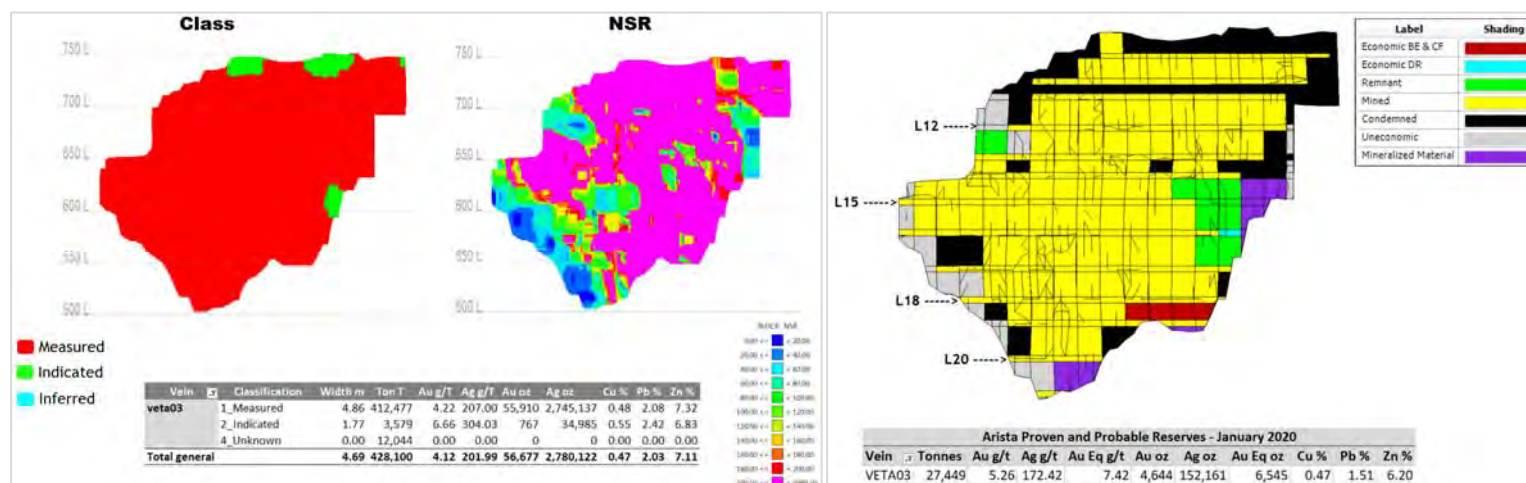 Class
NSR
750 L
700 L
650 L
600 L
550 L
500 L
750 L
700 L
650 L
600 L
550 L
500 L
Measured
Indicated
Inferred
Vein Classification Width m Ton T Au g/T Ag g/T Au oz Ag oz Cu % Pb % Zn %
veta03 1_Measured 4.86 412,477 4.22 207.00 55,910 2,745,137 0.48 2.08 7.32
2_Indicated 1.77 3,579 6.66 304.03 767 34,985 0.55 2.42 6.83
4_Unknown 0.00 12,044 0.00 0.00 0 0 0.00 0.00 0.00
Total general 4.69 428,100 4.12 201.99 56,677 2,780,122 0.47 2.03 7.11
L12
L15
L18
L20
Label Shading
Economic BE & CF
Economic DR
Remnant
Mined
Condemned
Uneconomic
Mineralized Material
Arista Proven and Probable Reserves - January 2020
Vein Tonnes Au g/t Ag g/t Au Eq g/t Au oz Ag oz Au Eq oz Cu % Pb % Zn %
VETA03 27,449 5.26 172.42 7.42 4,644 152,161 6,545 0.47 1.51 6.20